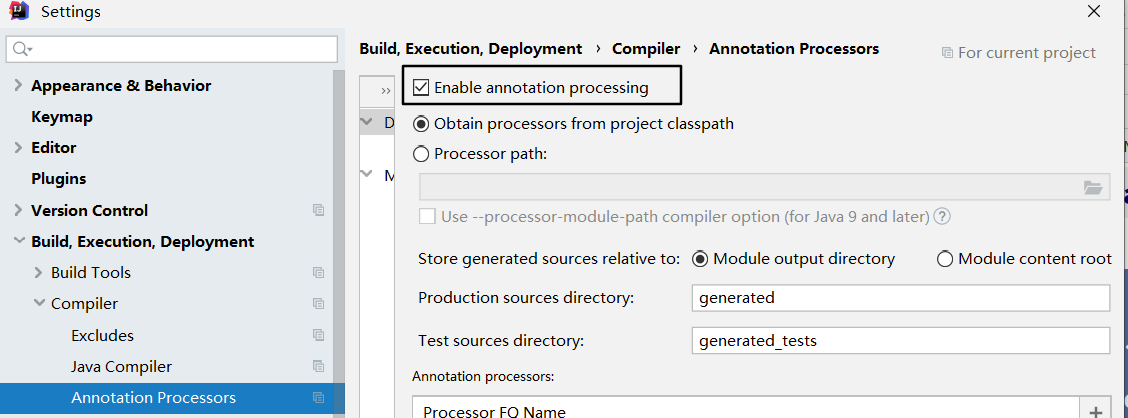 Settings
Build, Execution, Deployment › Compiler › Annotation Processors
For current project
Appearance & Behavior
Keymap
Editor
Plugins
Version Control
Build, Execution, Deployment
Build Tools
Compiler
Excludes
Java Compiler
Annotation Processors
»
D
M
Enable annotation processing
Obtain processors from project classpath
Processor path:
Use --processor-module-path compiler option (for Java 9 and later) ?
Store generated sources relative to: Module output directory Module content root
Production sources directory: generated
Test sources directory: generated_tests
Annotation processors:
Processor FQ Name